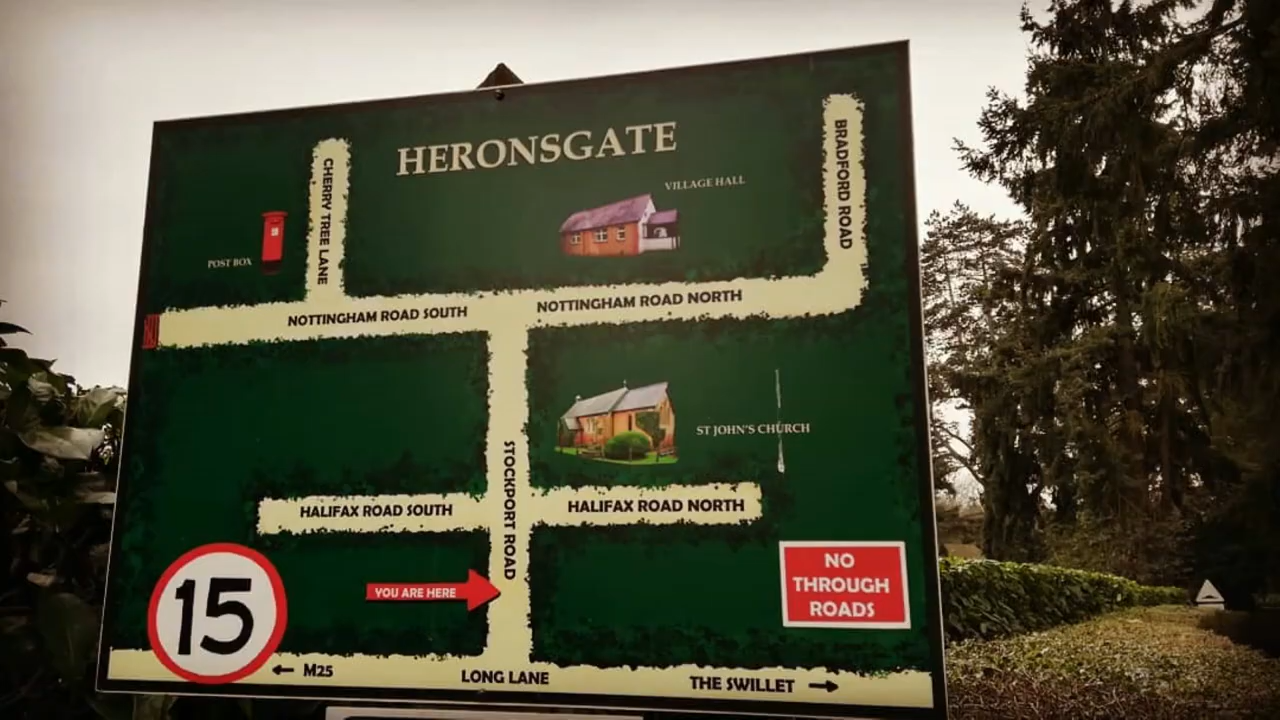 HERONSGATE
CHERRY TREE LANE
BRADFORD ROAD
VILLAGE HALL
POST BOX
NOTTINGHAM ROAD SOUTH
NOTTINGHAM ROAD NORTH
ST JOHN'S CHURCH
STOCKPORT ROAD
HALIFAX ROAD SOUTH
HALIFAX ROAD NORTH
15
YOU ARE HERE
NO
THROUGH
ROADS
← M25
LONG LANE
THE SWILLET →